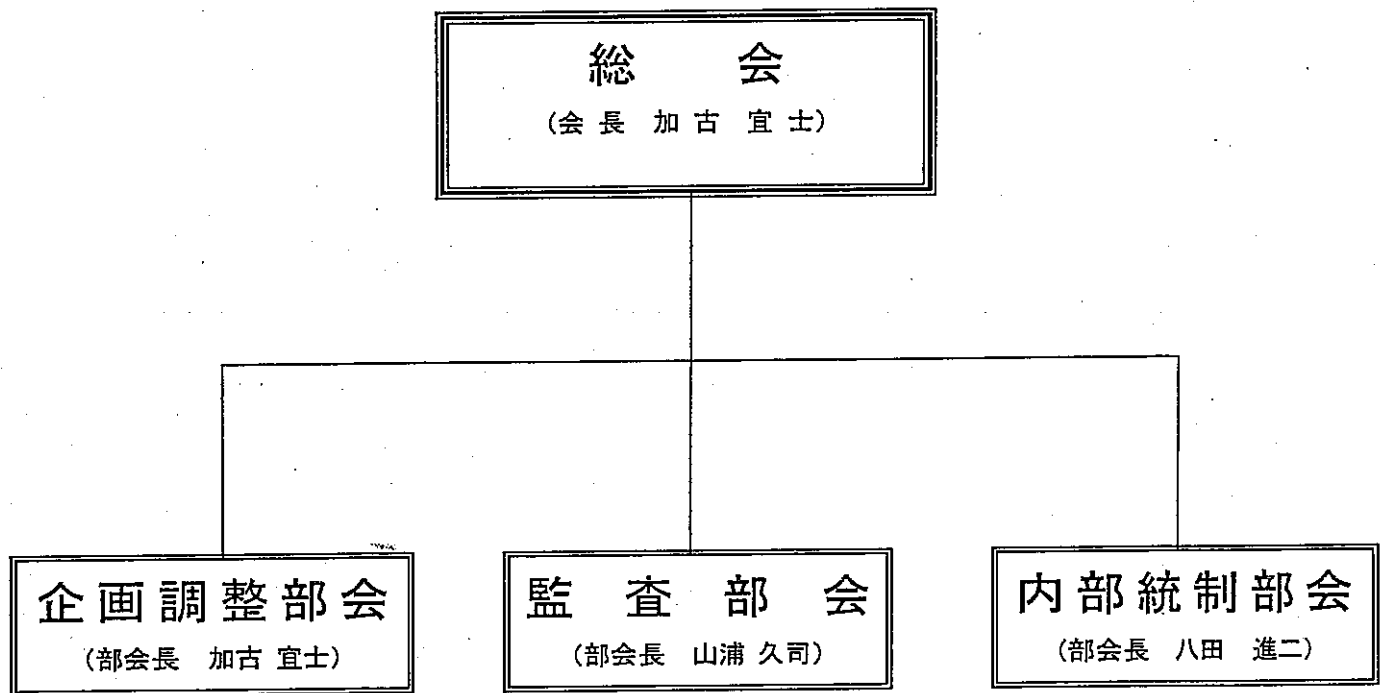 総 会
(会長 加古 宜士)
企画調整部会
(部会長 加古 宜士)
監査部会
(部会長 山浦 久司)
内部統制部会
(部会長 八田 進二)